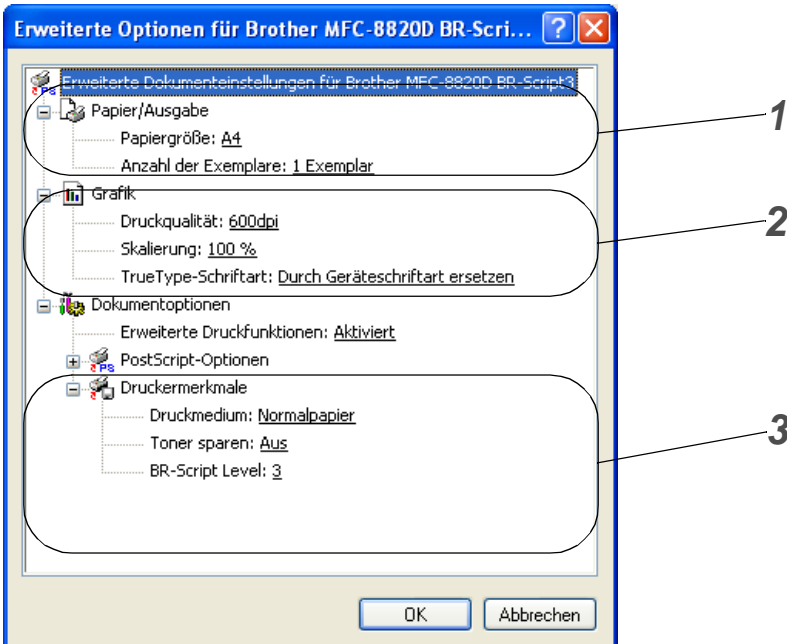 Erweiterte Optionen für Brother MFC-8820D BR-Scri...
Erweiterte Dokumenteinstellungen für Brother MFC-8820D BR-Script3
Papier/Ausgabe
1
Papiergröße: A4
Anzahl der Exemplare: 1 Exemplar
Grafik
Druckqualität: 600dpi
2
Skalierung: 100 %
TrueType-Schriftart: Durch Geräteschriftart ersetzen
Dokumentoptionen
Erweiterte Druckfunktionen: Aktiviert
PostScript-Optionen
Druckermerkmale
Druckmedium: Normalpapier
3
Toner sparen: Aus
BR-Script Level: 3
OK
Abbrechen